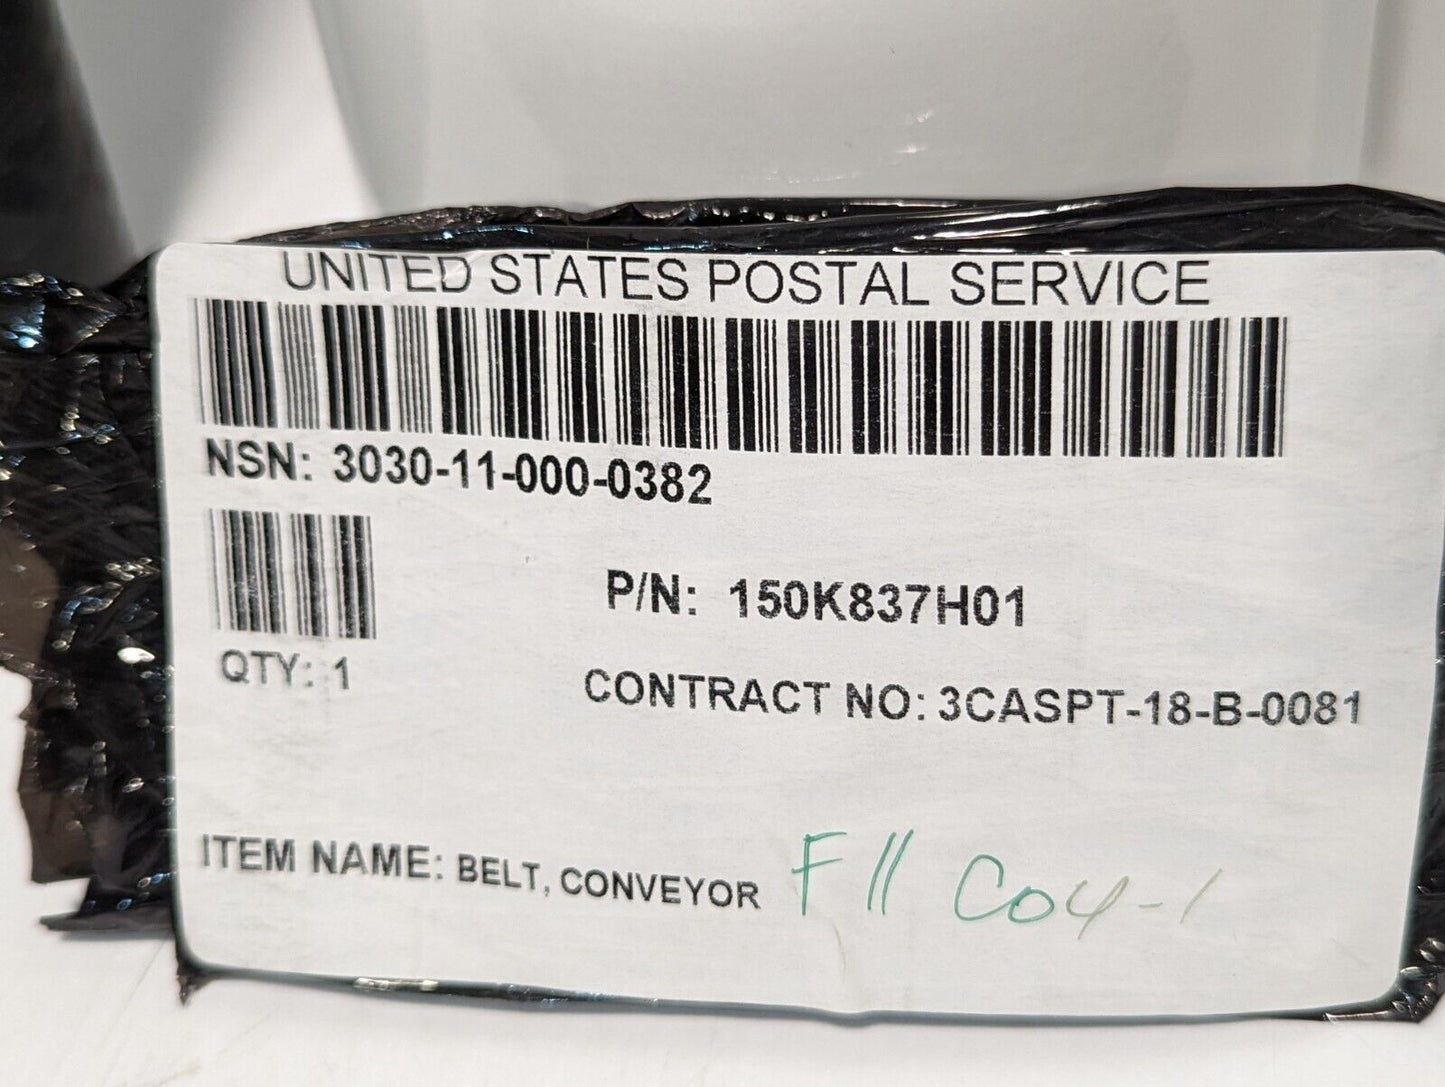 UNITED STATES POSTAL SERVICE
NSN: 3030-11-000-0382
P/N: 150K837H01
QTY: 1
CONTRACT NO: 3CASPT-18-B-0081
ITEM NAME: BELT, CONVEYOR F11 C04-1